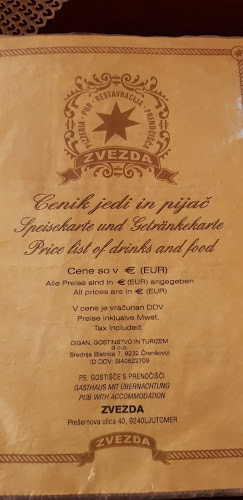 PIZZERIA - PUB - RESTAVRACIJA - PRENOČIŠČA
ZVEZDA
Cenik jedi in pijač
Speisekarte und Getränkekarte
Price list of drinks and food
Cene so v € (EUR)
Alle Preise sind in € (EUR) angegeben
All prices are in € (EUR)
V cene je vračunan DDV
Preise inklusive Mwst.
Tax included.
DIGAN, GOSTINSTVO IN TURIZEM
d.o.o.
Srednja Bistrica 7, 9232 Črenšovci
ID DDV: SI40522709
PE. GOSTIŠČE S PRENOČIŠČI
GASTHAUS MIT ÜBERNACHTUNG
PUB WITH ACCOMMODATION
ZVEZDA
Prešernova ulica 40, 9240LJUTOMER
ZVEZDA